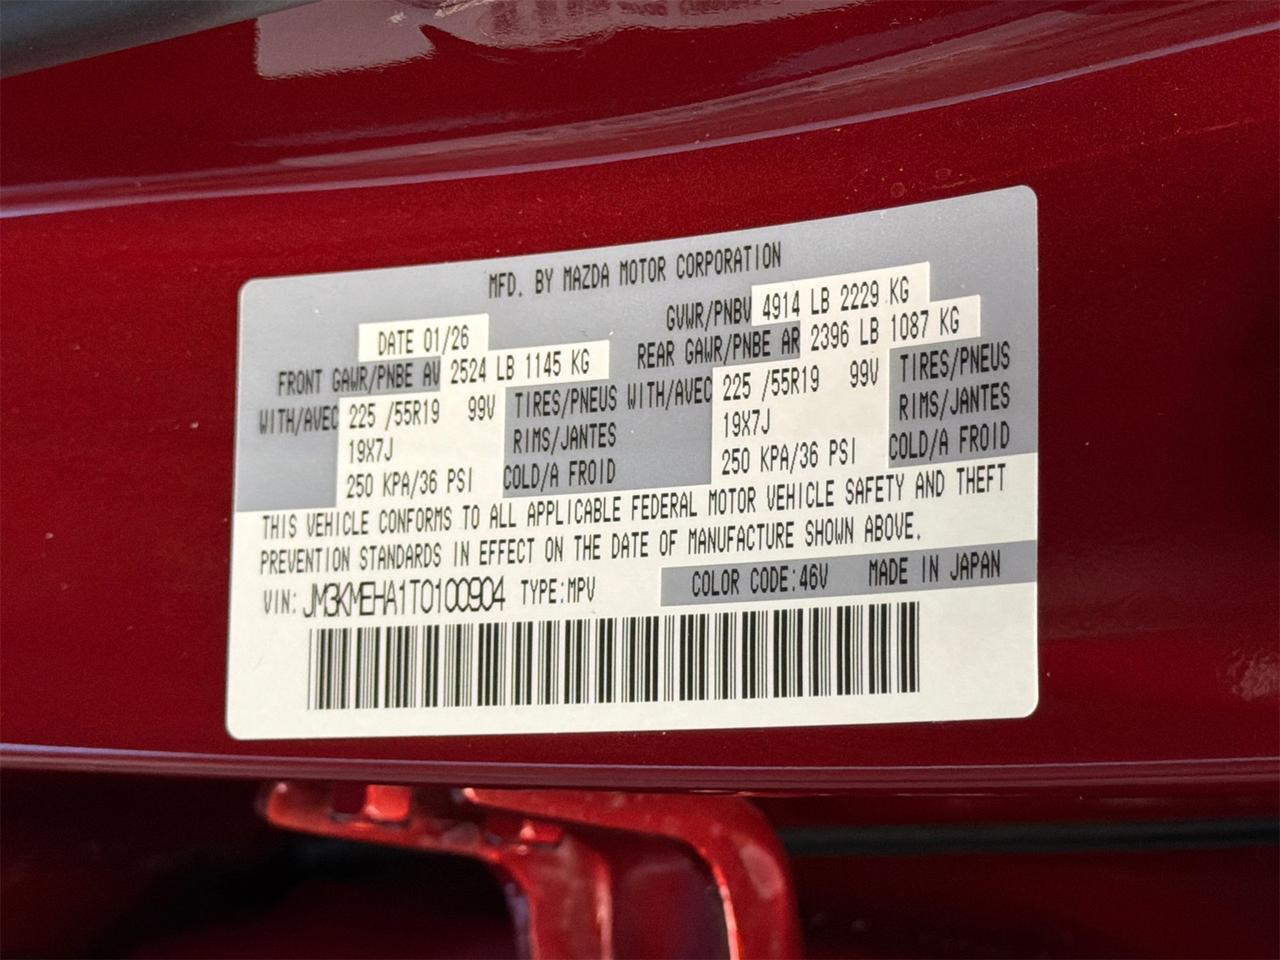 MFD. BY MAZDA MOTOR CORPORATION
DATE 01/26
GVWR/PNBV 4914 LB 2229 KG
FRONT GAWR/PNBE AV 2524 LB 1145 KG
REAR GAWR/PNBE AR 2396 LB 1087 KG
WITH/AVEC 225 /55R19 99V TIRES/PNEUS
19X7J RIMS/JANTES
250 KPA/36 PSI COLD/A FROID
WITH/AVEC 225 /55R19 99V TIRES/PNEUS
19X7J RIMS/JANTES
250 KPA/36 PSI COLD/A FROID
THIS VEHICLE CONFORMS TO ALL APPLICABLE FEDERAL MOTOR VEHICLE SAFETY AND THEFT
PREVENTION STANDARDS IN EFFECT ON THE DATE OF MANUFACTURE SHOWN ABOVE.
VIN: JM3KMEHA1T0100904 TYPE:MPV COLOR CODE:46V MADE IN JAPAN